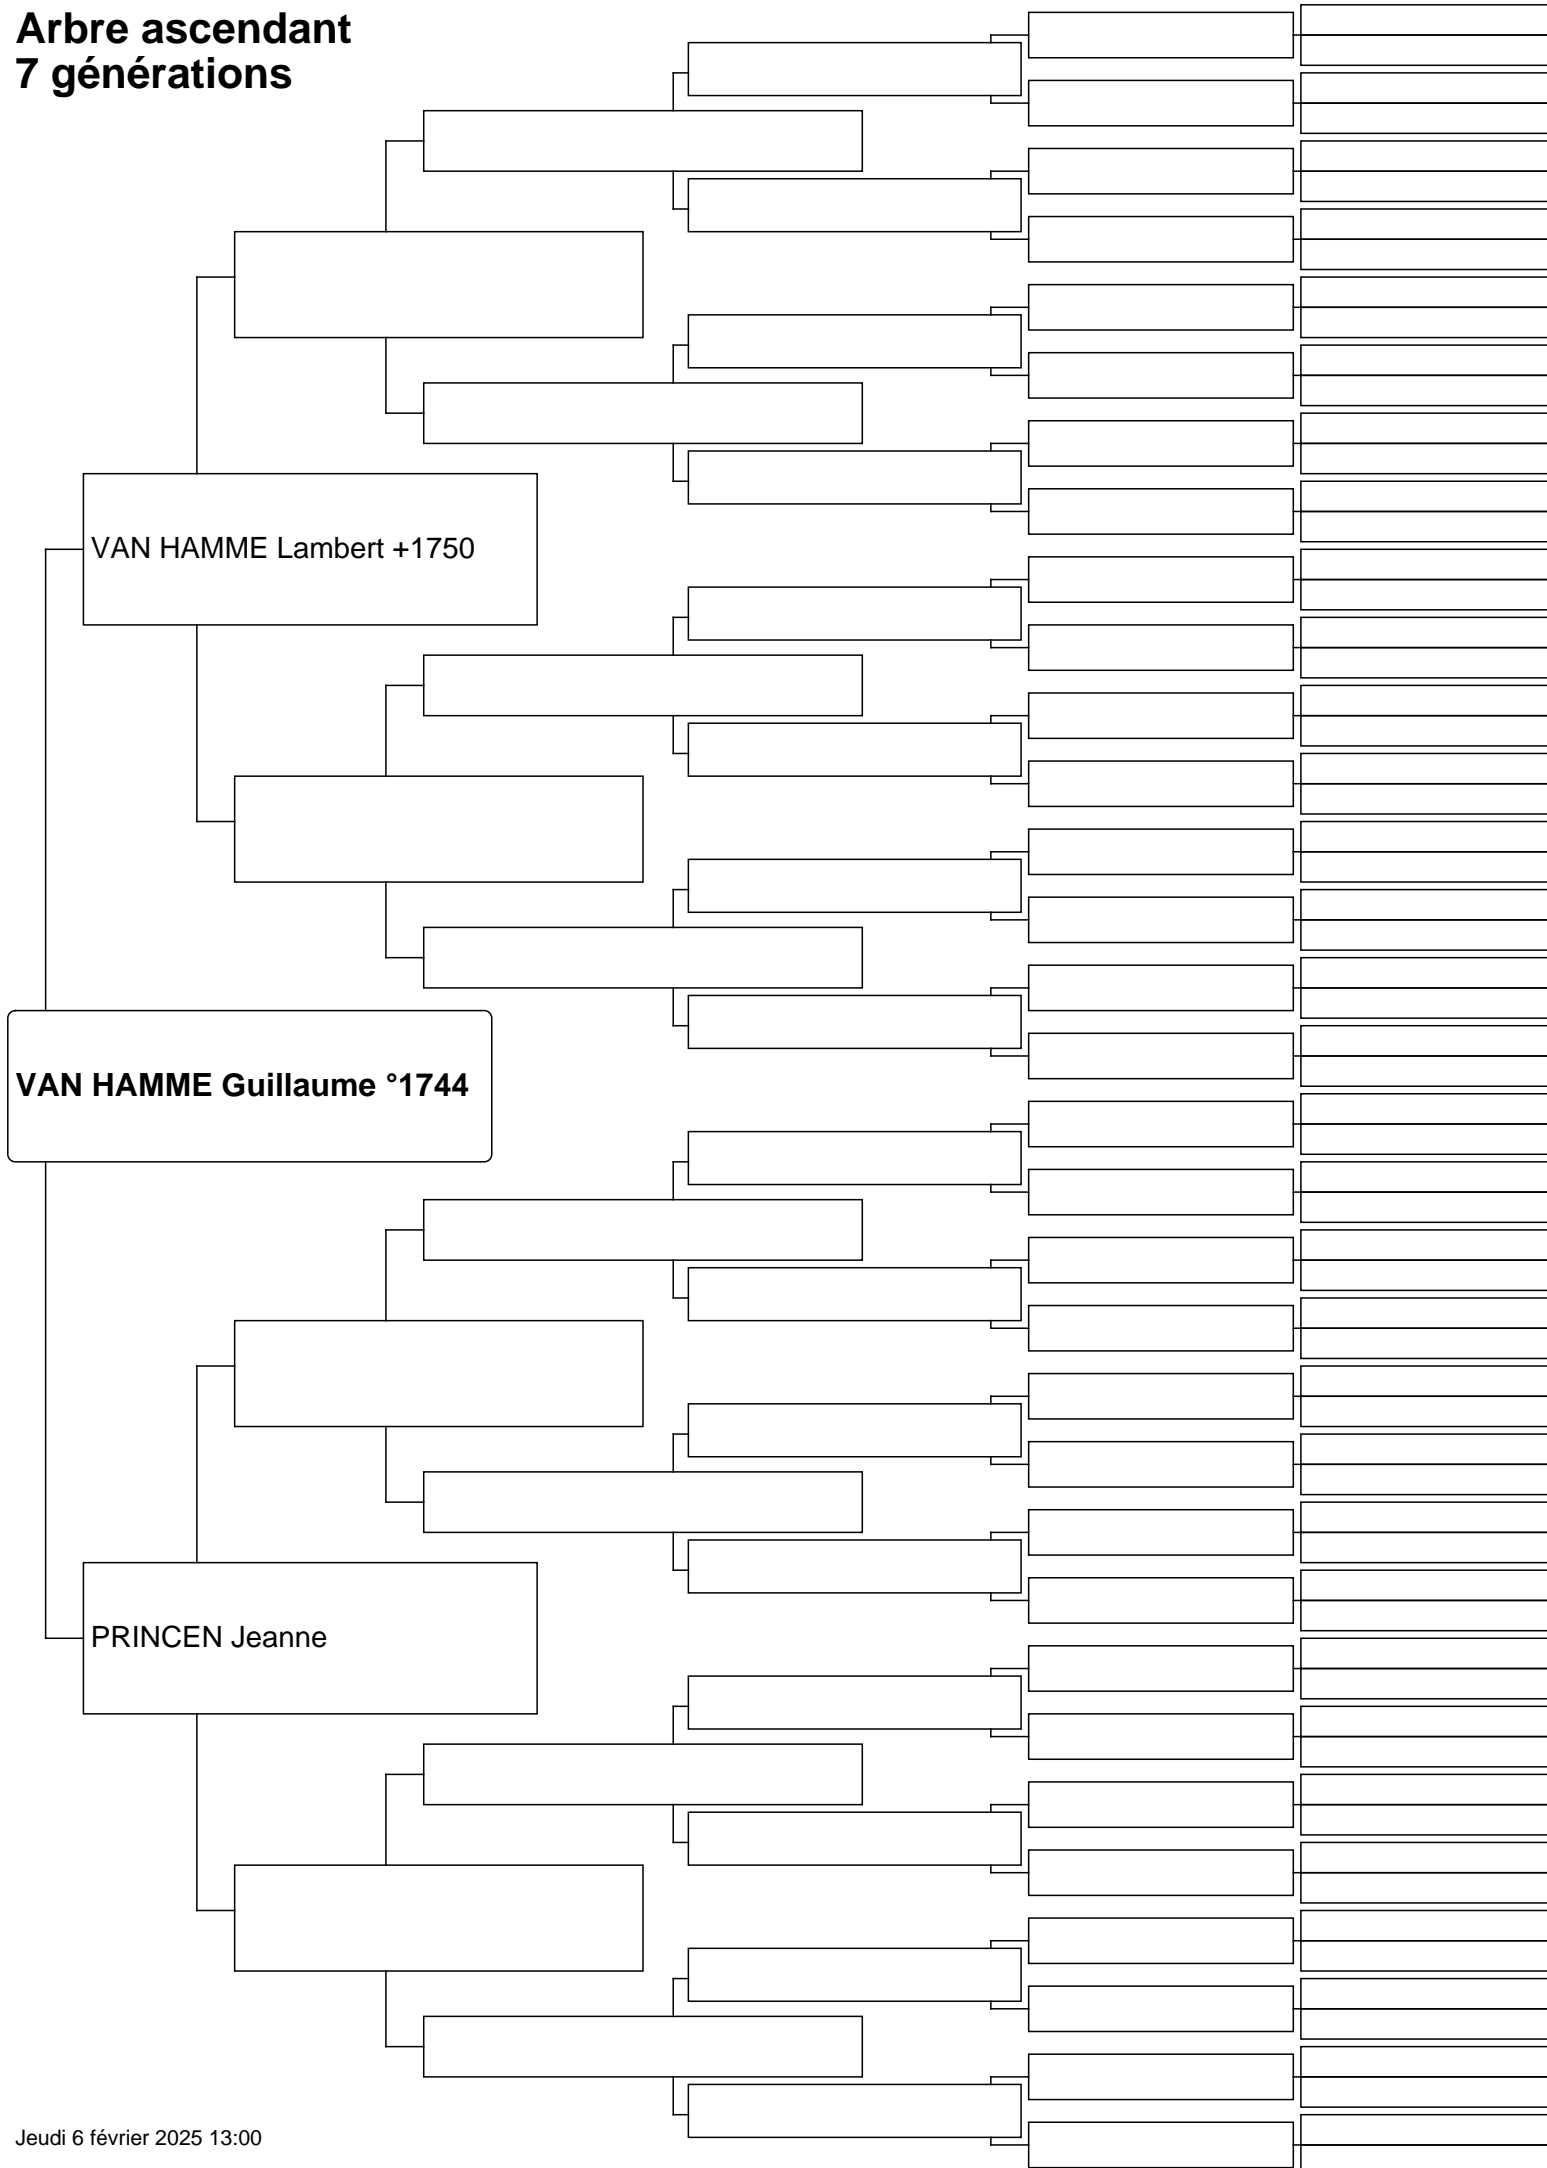 Arbre ascendant
7 générations
VAN HAMME Lambert +1750
VAN HAMME Guillaume °1744
PRINCEN Jeanne
Jeudi 6 février 2025 13:00